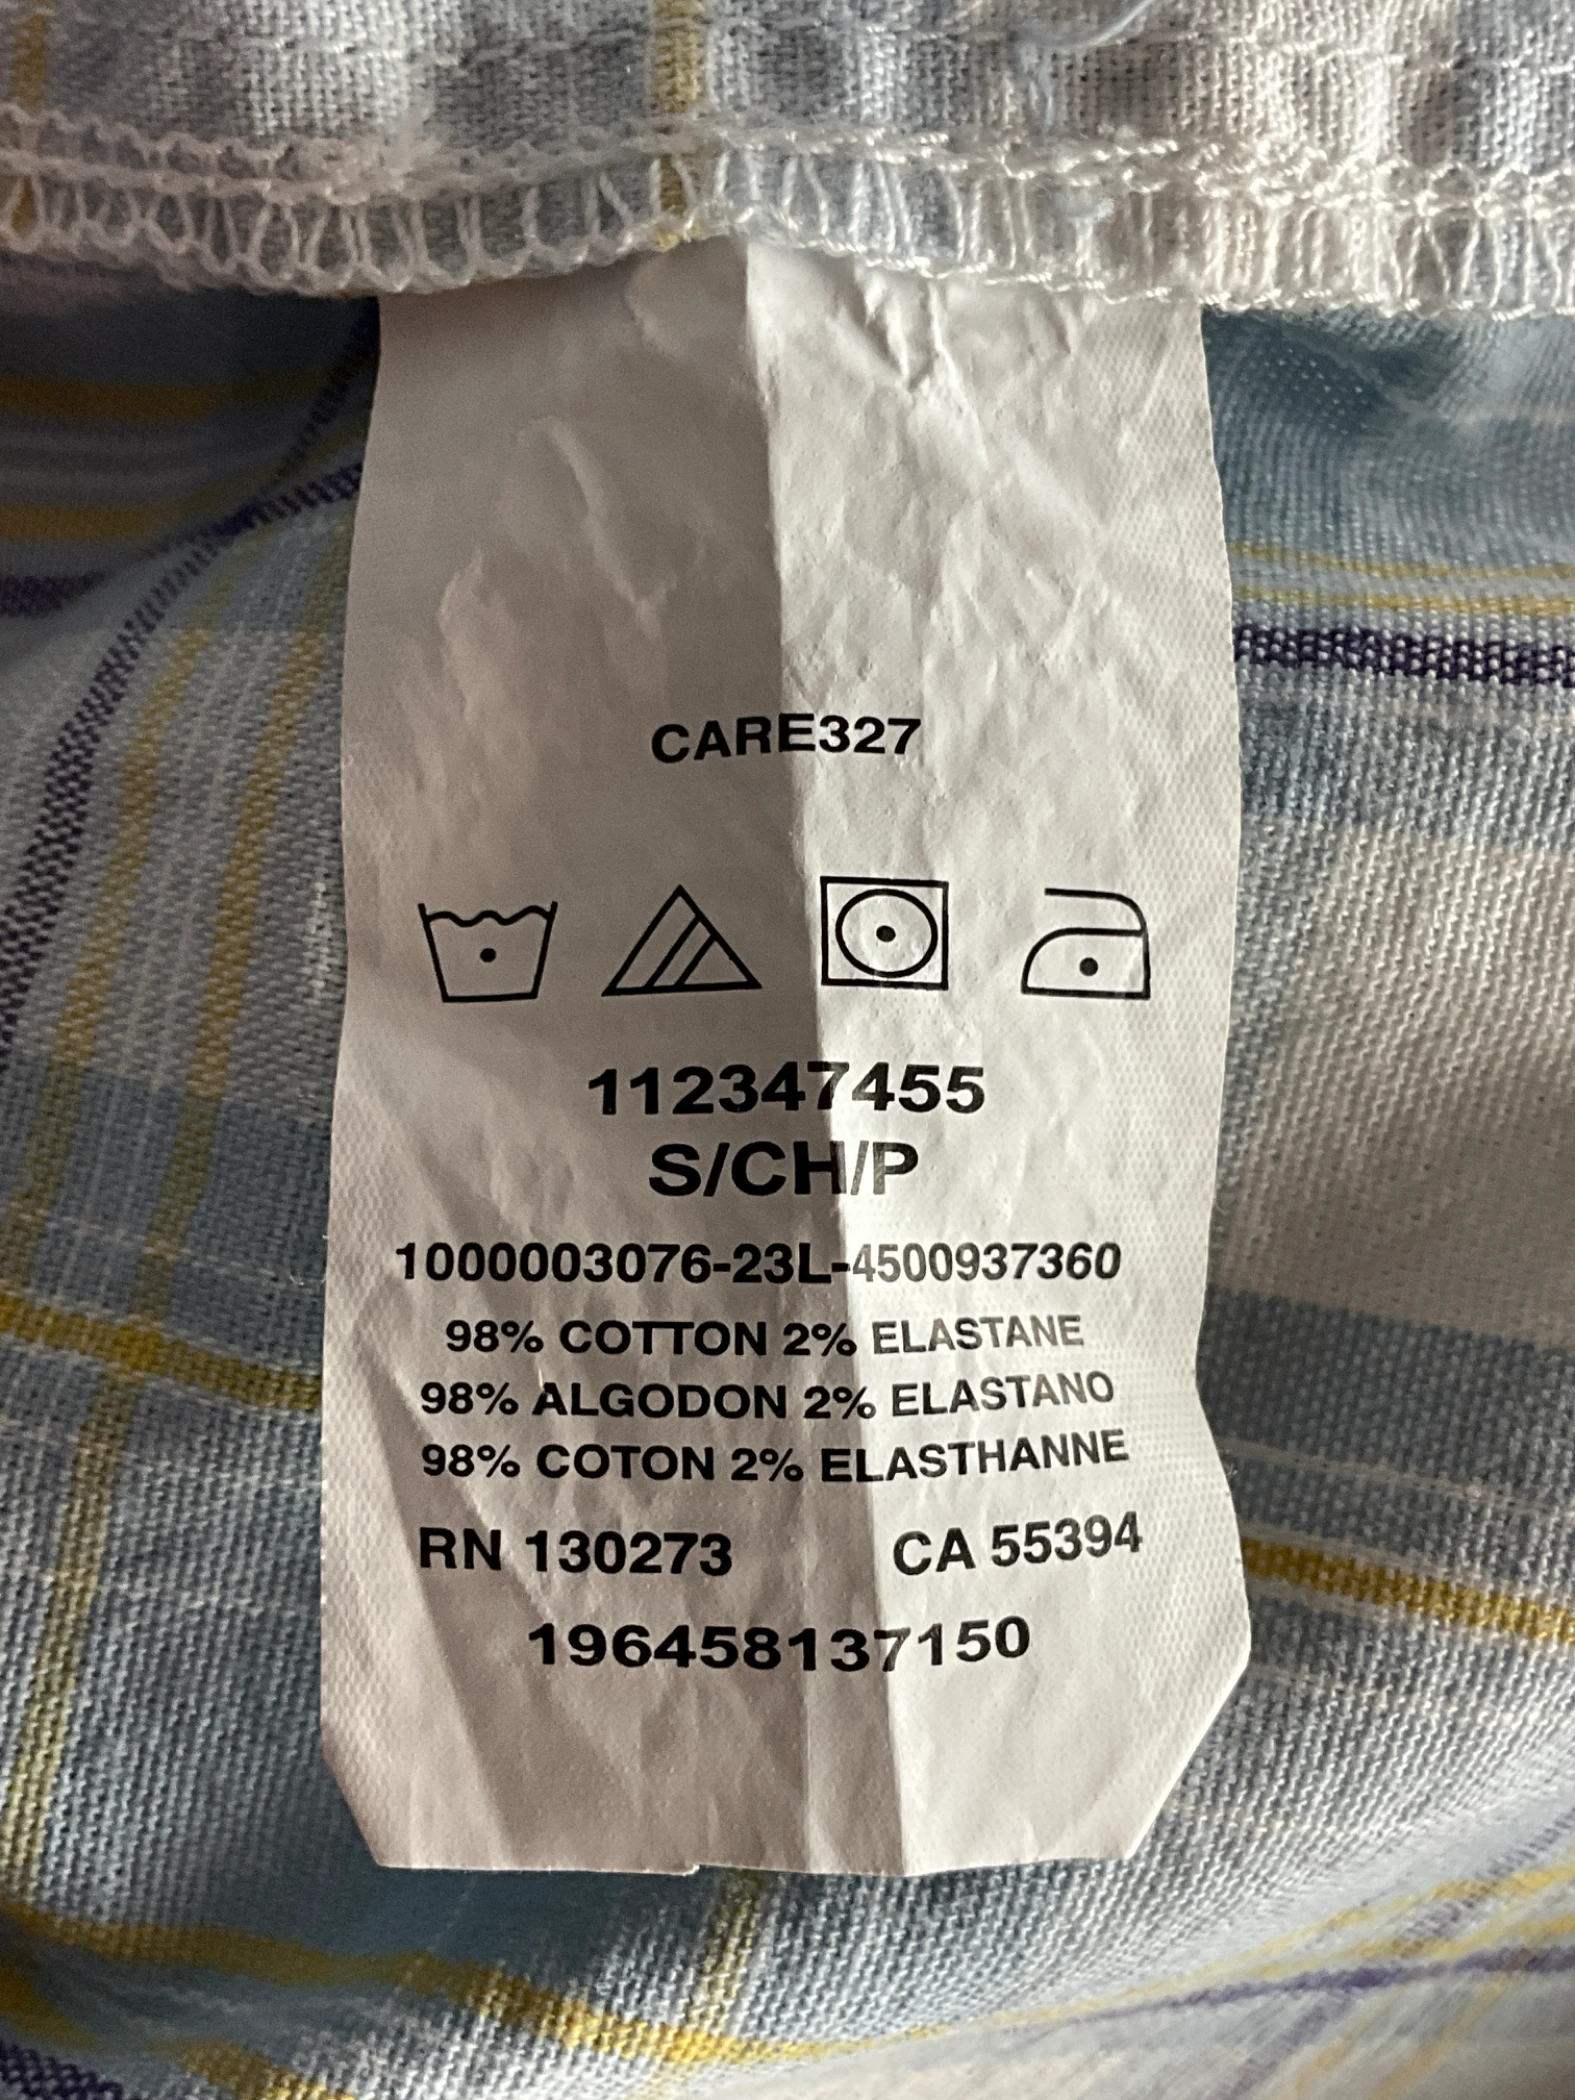 CARE327
112347455
S/CH/P
1000003076-23L-4500937360
98% COTTON 2% ELASTANE
98% ALGODON 2% ELASTANO
98% COTON 2% ELASTHANNE
RN 130273 CA 55394
196458137150